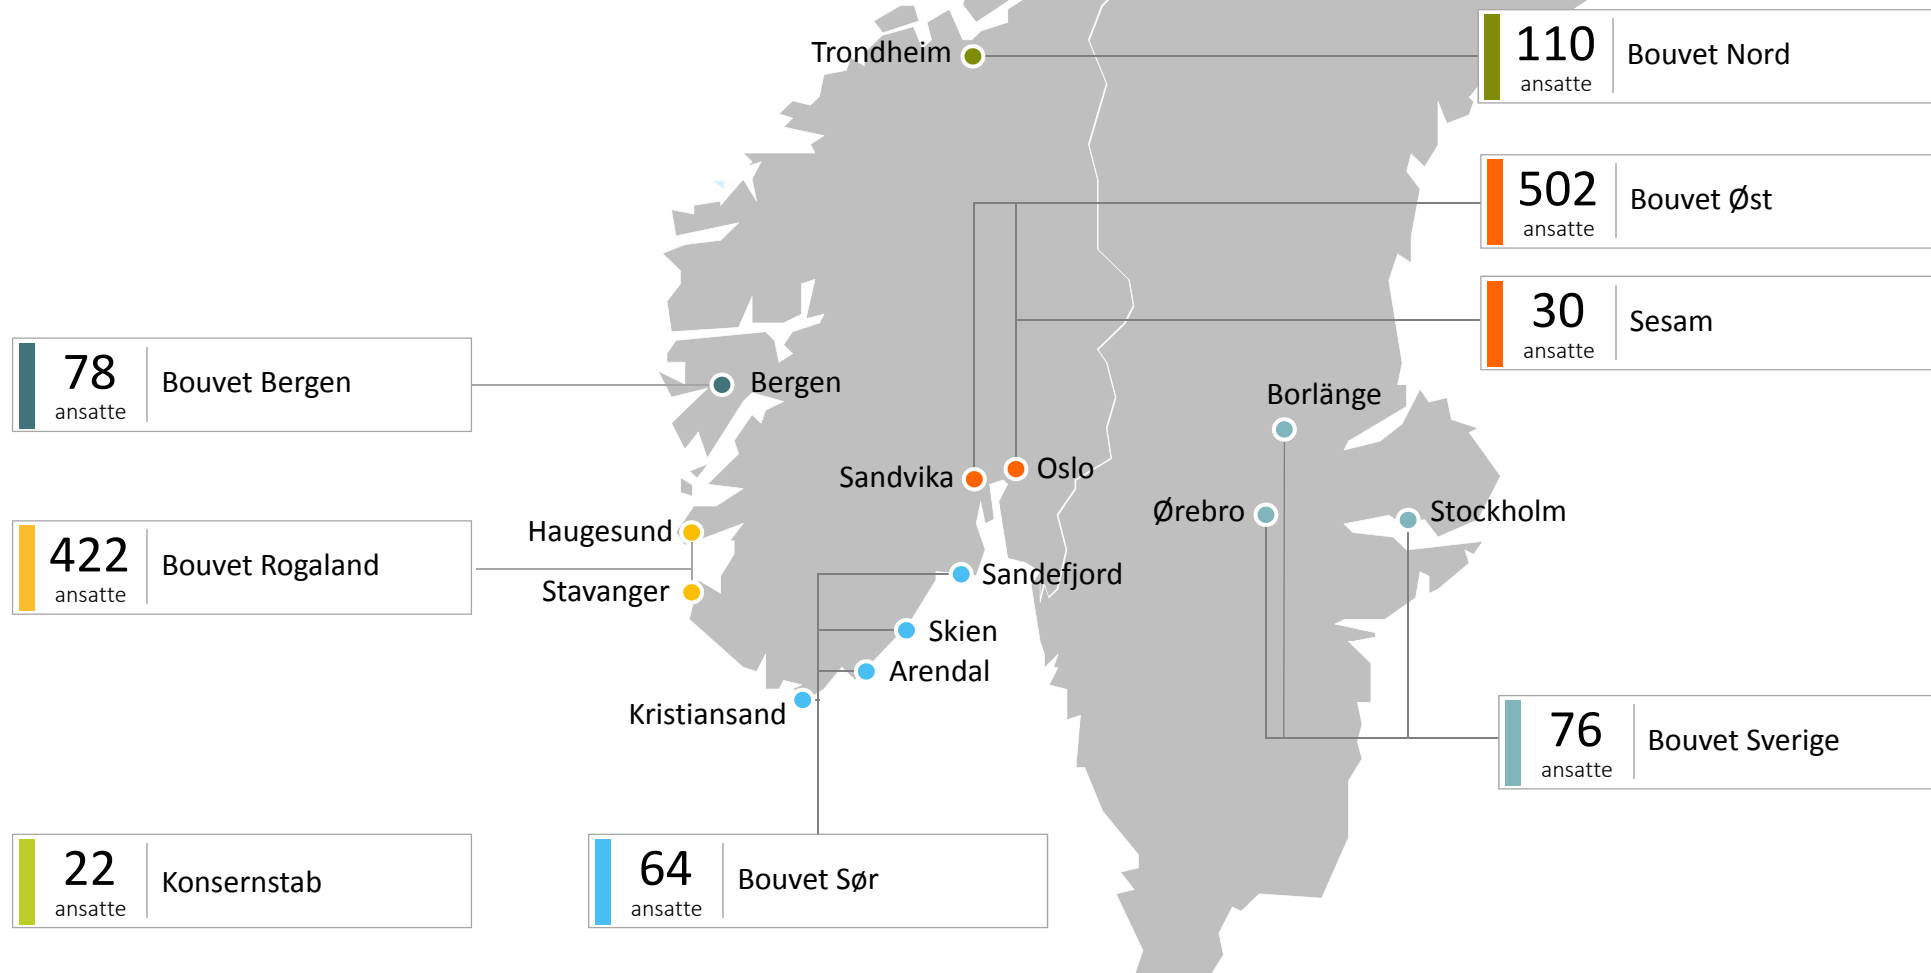 Trondheim
110
ansatte
Bouvet Nord
502
ansatte
Bouvet Øst
30
ansatte
Sesam
78
ansatte
Bouvet Bergen
Bergen
Borlänge
Sandvika
Oslo
Ørebro
Stockholm
Haugesund
422
ansatte
Bouvet Rogaland
Stavanger
Sandefjord
Skien
Arendal
Kristiansand
76
ansatte
Bouvet Sverige
22
ansatte
Konsernstab
64
ansatte
Bouvet Sør